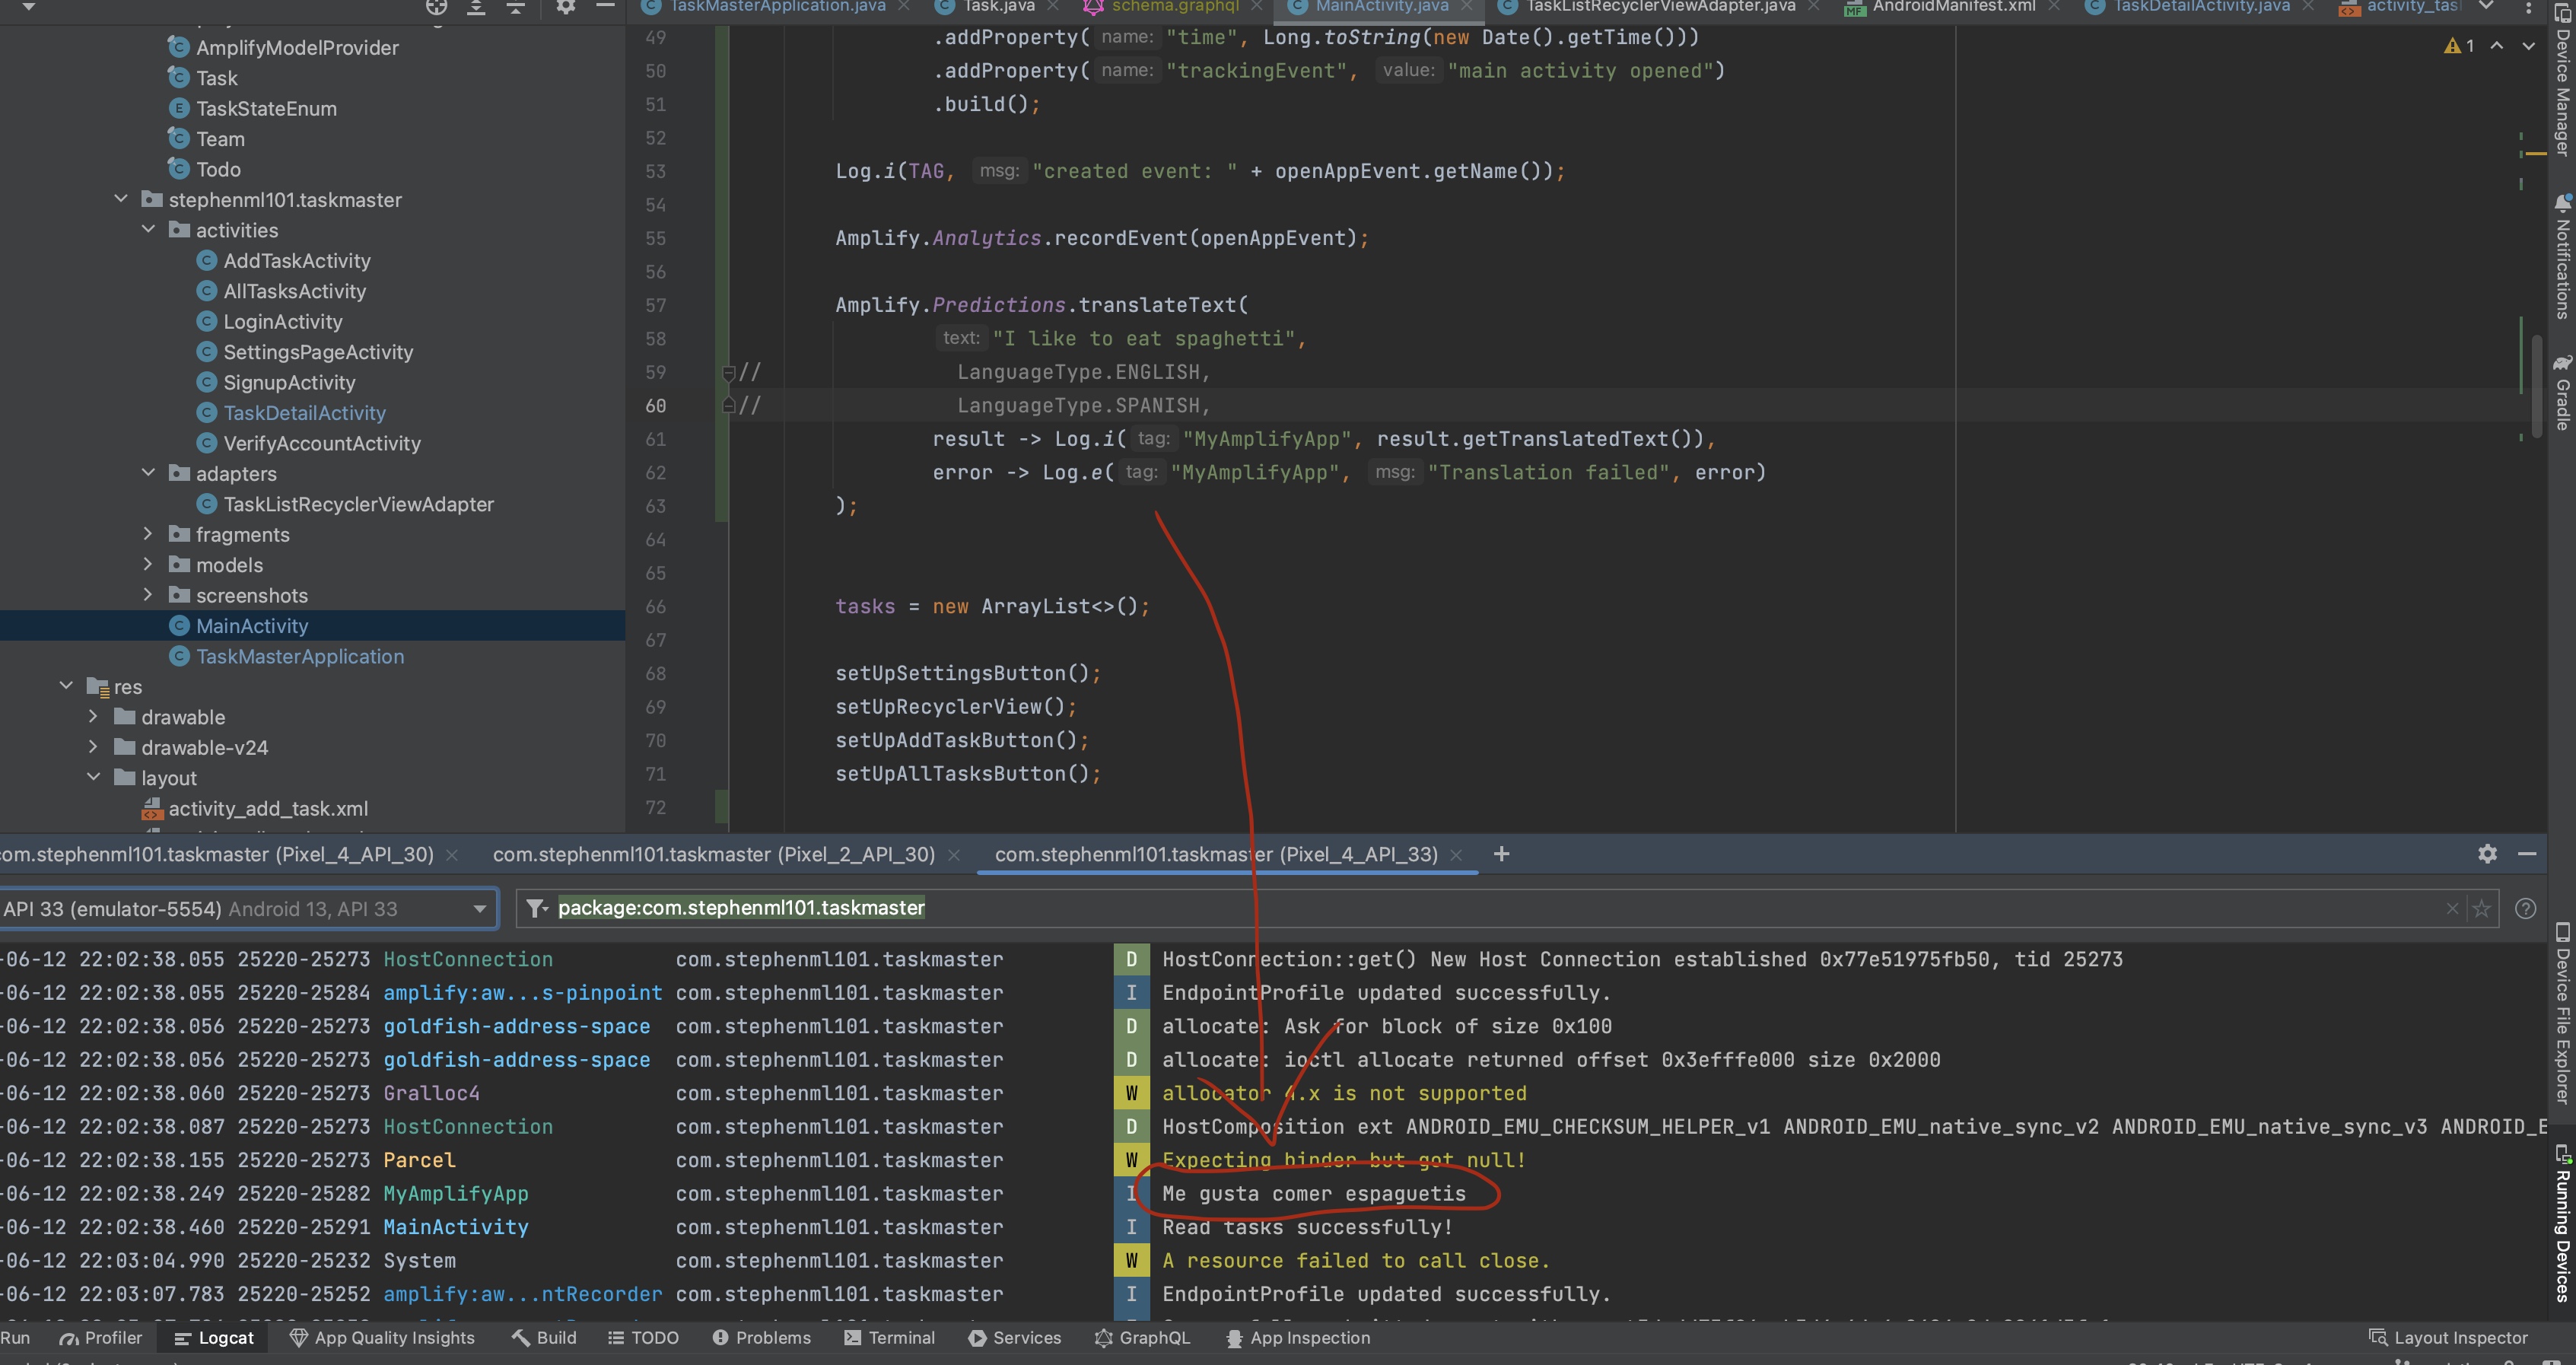 TaskMasterApplication.java Task.java schema.graphql MainActivity.java TaskListRecyclerViewAdapter.java AndroidManifest.xml TaskDetailActivity.java activity_tas
AmplifyModelProvider
Task
TaskStateEnum
Team
Todo
stephenml101.taskmaster
activities
AddTaskActivity
AllTasksActivity
LoginActivity
SettingsPageActivity
SignupActivity
TaskDetailActivity
VerifyAccountActivity
adapters
TaskListRecyclerViewAdapter
fragments
models
screenshots
MainActivity
TaskMasterApplication
res
drawable
drawable-v24
layout
activity_add_task.xml
1
49 .addProperty( name: "time", Long.toString(new Date().getTime()))
50 .addProperty( name: "trackingEvent", value: "main activity opened")
51 .build();
52
53 Log.i(TAG, msg: "created event: " + openAppEvent.getName());
54
55 Amplify.Analytics.recordEvent(openAppEvent);
56
57 Amplify.Predictions.translateText(
58 text: "I like to eat spaghetti",
59 // LanguageType.ENGLISH,
60 // LanguageType.SPANISH,
61 result -> Log.i( tag: "MyAmplifyApp", result.getTranslatedText()),
62 error -> Log.e( tag: "MyAmplifyApp", msg: "Translation failed", error)
63 );
64
65
66 tasks = new ArrayList<>();
67
68 setUpSettingsButton();
69 setUpRecyclerView();
70 setUpAddTaskButton();
71 setUpAllTasksButton();
72
Device Manager
Notifications
Gradle
Device File Explorer
Running Devices
com.stephenml101.taskmaster (Pixel_4_API_30) com.stephenml101.taskmaster (Pixel_2_API_30) com.stephenml101.taskmaster (Pixel_4_API_33) +
API 33 (emulator-5554) Android 13, API 33 package:com.stephenml101.taskmaster
-06-12 22:02:38.055 25220-25273 HostConnection com.stephenml101.taskmaster D HostConnection::get() New Host Connection established 0x77e51975fb50, tid 25273
-06-12 22:02:38.055 25220-25284 amplify:aw...s-pinpoint com.stephenml101.taskmaster I EndpointProfile updated successfully.
-06-12 22:02:38.056 25220-25273 goldfish-address-space com.stephenml101.taskmaster D allocate: Ask for block of size 0x100
-06-12 22:02:38.056 25220-25273 goldfish-address-space com.stephenml101.taskmaster D allocate: ioctl allocate returned offset 0x3efffe000 size 0x2000
-06-12 22:02:38.060 25220-25273 Gralloc4 com.stephenml101.taskmaster W allocator 4.x is not supported
-06-12 22:02:38.087 25220-25273 HostConnection com.stephenml101.taskmaster D HostComposition ext ANDROID_EMU_CHECKSUM_HELPER_v1 ANDROID_EMU_native_sync_v2 ANDROID_EMU_native_sync_v3 ANDROID_E
-06-12 22:02:38.155 25220-25273 Parcel com.stephenml101.taskmaster W Expecting binder but got null!
-06-12 22:02:38.249 25220-25282 MyAmplifyApp com.stephenml101.taskmaster I Me gusta comer espaguetis
-06-12 22:02:38.460 25220-25291 MainActivity com.stephenml101.taskmaster I Read tasks successfully!
-06-12 22:03:04.990 25220-25232 System com.stephenml101.taskmaster W A resource failed to call close.
-06-12 22:03:07.783 25220-25252 amplify:aw...ntRecorder com.stephenml101.taskmaster I EndpointProfile updated successfully.
Run Profiler Logcat App Quality Insights Build TODO Problems Terminal Services GraphQL App Inspection Layout Inspector